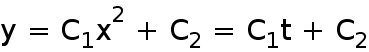 y = C₁x² + C₂ = C₁t + C₂